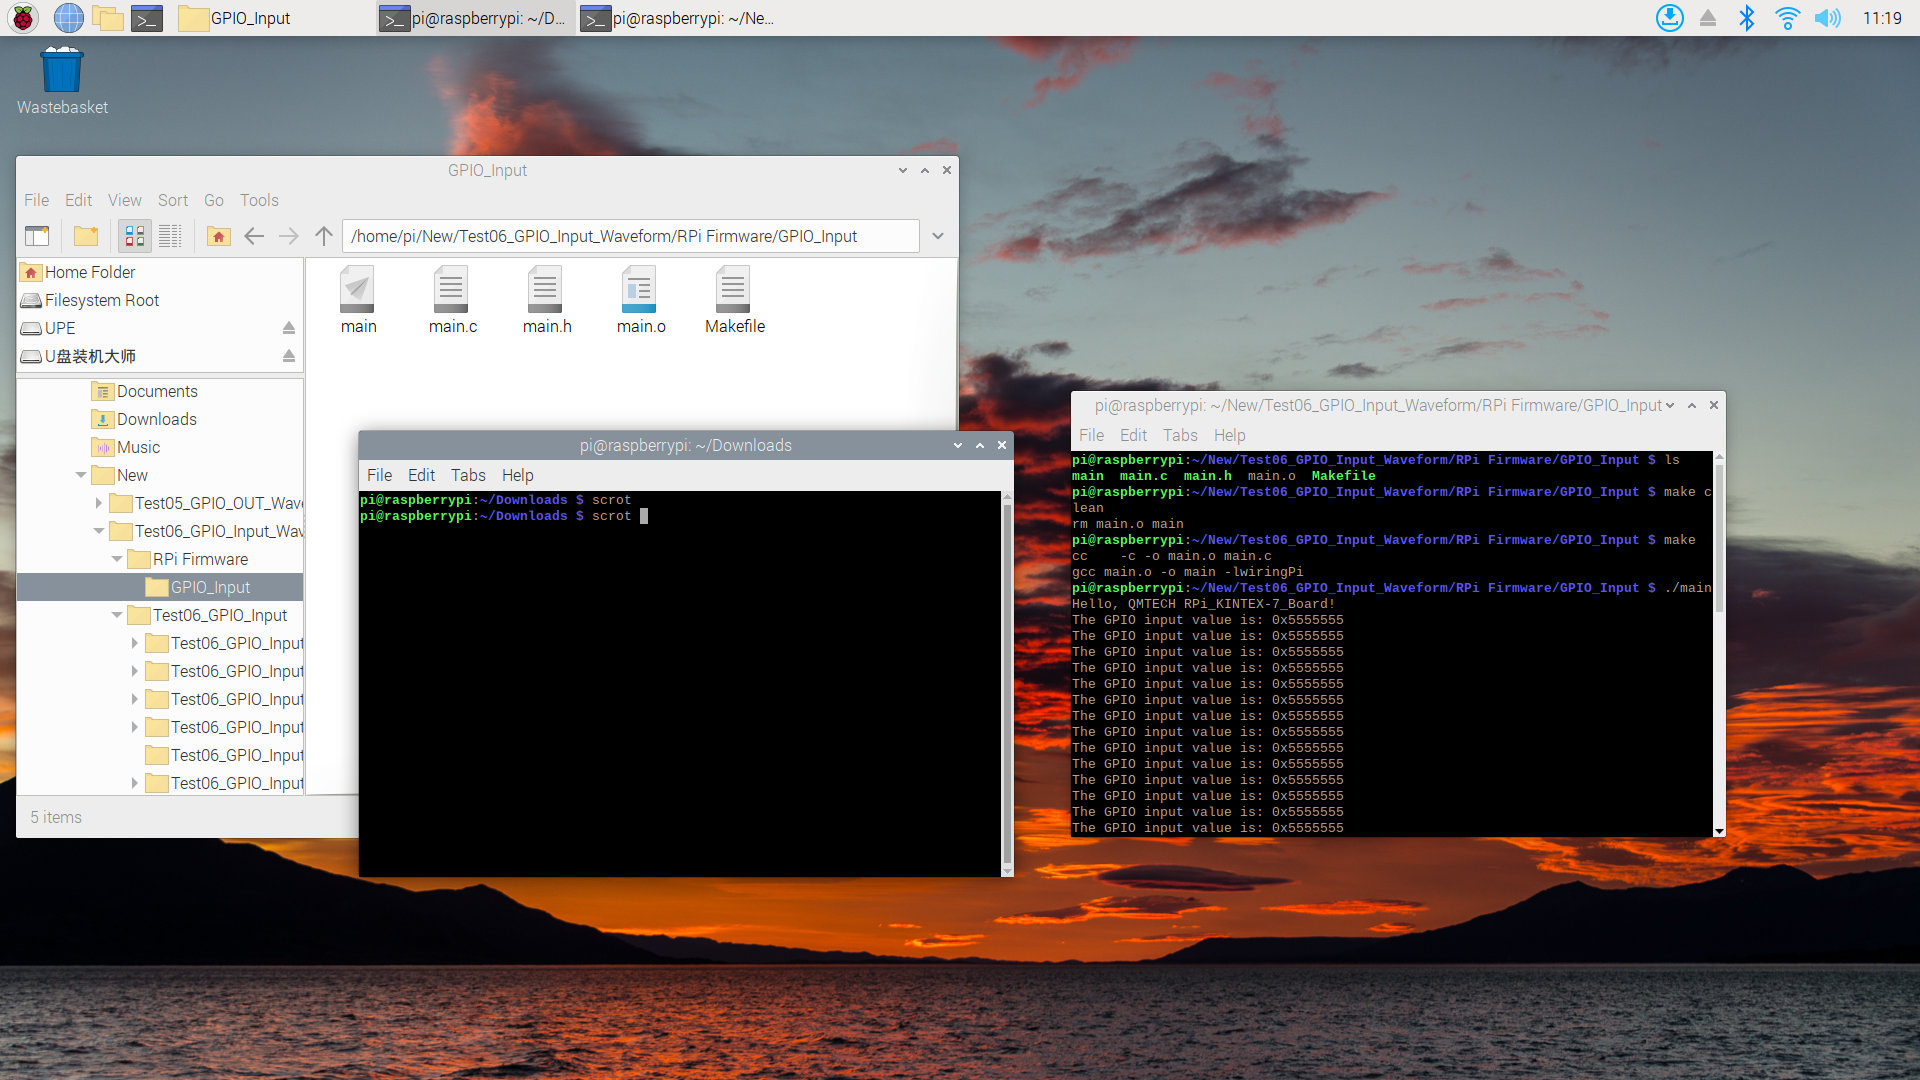 GPIO_Input
pi@raspberrypi: ~/D...
pi@raspberrypi: ~/Ne...
11:19
Wastebasket
GPIO_Input
File Edit View Sort Go Tools
/home/pi/New/Test06_GPIO_Input_Waveform/RPi Firmware/GPIO_Input
Home Folder
Filesystem Root
UPE
U盘装机大师
Documents
Downloads
Music
New
Test05_GPIO_OUT_Wave
Test06_GPIO_Input_Wav
RPi Firmware
GPIO_Input
Test06_GPIO_Input
Test06_GPIO_Input
Test06_GPIO_Input
Test06_GPIO_Input
Test06_GPIO_Input
Test06_GPIO_Input
Test06_GPIO_Input
main
main.c
main.h
main.o
Makefile
5 items
pi@raspberrypi: ~/Downloads
File Edit Tabs Help
pi@raspberrypi:~/Downloads $ scrot
pi@raspberrypi:~/Downloads $ scrot
pi@raspberrypi: ~/New/Test06_GPIO_Input_Waveform/RPi Firmware/GPIO_Input
File Edit Tabs Help
pi@raspberrypi:~/New/Test06_GPIO_Input_Waveform/RPi Firmware/GPIO_Input $ ls
main  main.c  main.h  main.o  Makefile
pi@raspberrypi:~/New/Test06_GPIO_Input_Waveform/RPi Firmware/GPIO_Input $ make c
lean
rm main.o main
pi@raspberrypi:~/New/Test06_GPIO_Input_Waveform/RPi Firmware/GPIO_Input $ make
cc    -c -o main.o main.c
gcc main.o -o main -lwiringPi
pi@raspberrypi:~/New/Test06_GPIO_Input_Waveform/RPi Firmware/GPIO_Input $ ./main
Hello, QMTECH RPi_KINTEX-7_Board!
The GPIO input value is: 0x5555555
The GPIO input value is: 0x5555555
The GPIO input value is: 0x5555555
The GPIO input value is: 0x5555555
The GPIO input value is: 0x5555555
The GPIO input value is: 0x5555555
The GPIO input value is: 0x5555555
The GPIO input value is: 0x5555555
The GPIO input value is: 0x5555555
The GPIO input value is: 0x5555555
The GPIO input value is: 0x5555555
The GPIO input value is: 0x5555555
The GPIO input value is: 0x5555555
The GPIO input value is: 0x5555555